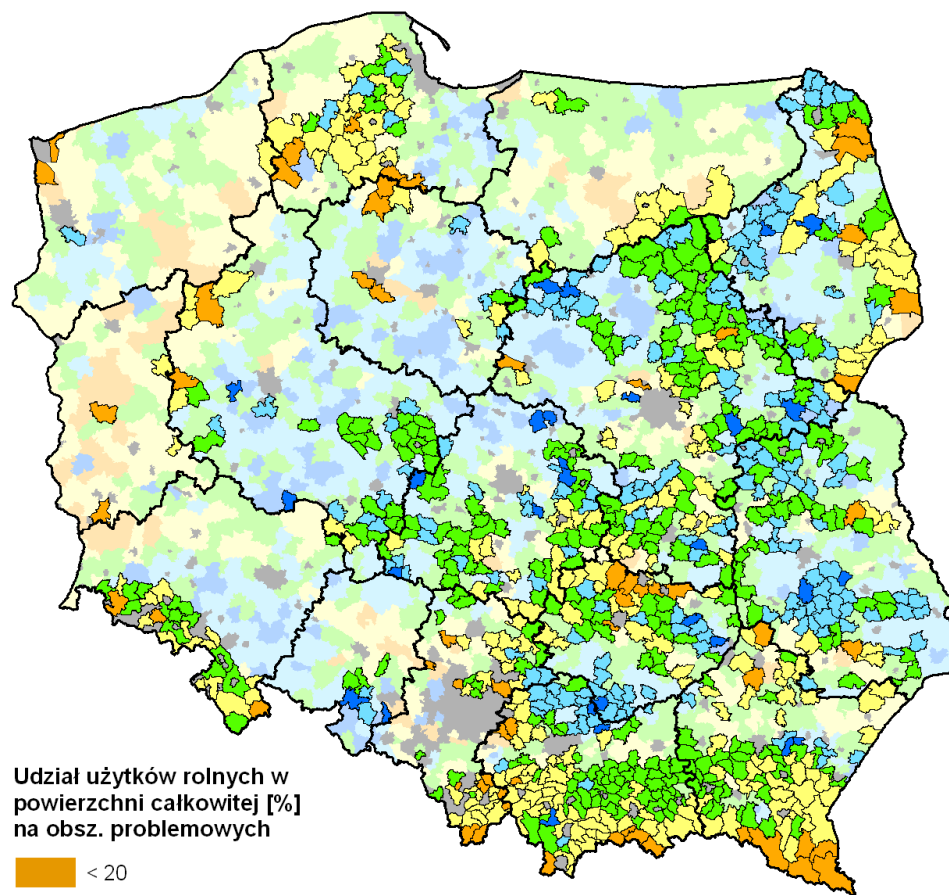 Udział użytków rolnych w
powierzchni całkowitej [%]
na obsz. problemowych
< 20